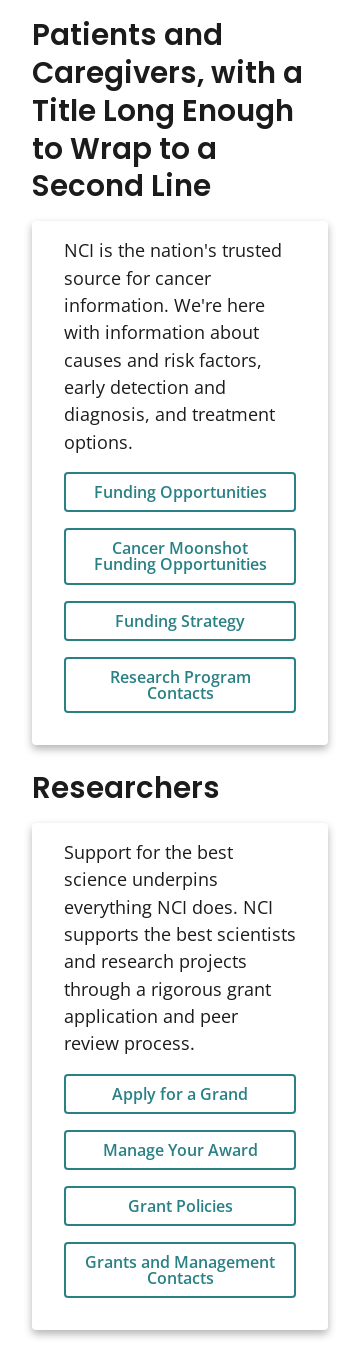 Patients and
Caregivers, with a
Title Long Enough
to Wrap to a
Second Line
NCI is the nation's trusted
source for cancer
information. We're here
with information about
causes and risk factors,
early detection and
diagnosis, and treatment
options.
Funding Opportunities
Cancer Moonshot
Funding Opportunities
Funding Strategy
Research Program
Contacts
Researchers
Support for the best
science underpins
everything NCI does. NCI
supports the best scientists
and research projects
through a rigorous grant
application and peer
review process.
Apply for a Grand
Manage Your Award
Grant Policies
Grants and Management
Contacts